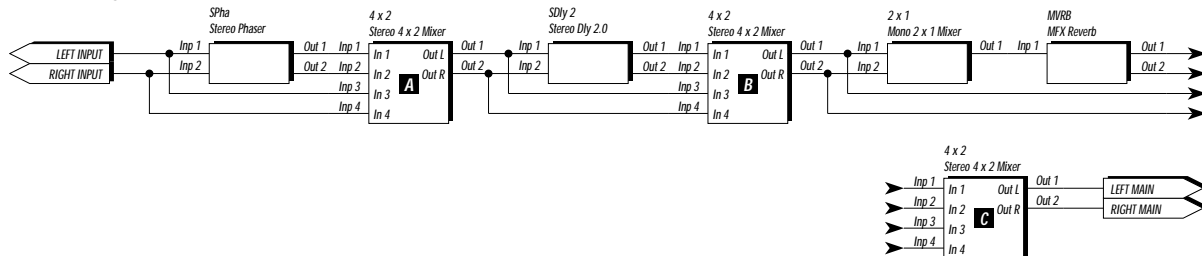 SPha
Stereo Phaser
4 x 2
Stereo 4 x 2 Mixer
SDly 2
Stereo Dly 2.0
4 x 2
Stereo 4 x 2 Mixer
2 x 1
Mono 2 x 1 Mixer
MVRB
MFX Reverb
LEFT INPUT
RIGHT INPUT
Inp 1
Inp 2
Out 1
Out 2
Inp 1
Inp 2
Inp 3
Inp 4
In 1
In 2
In 3
In 4
Out L
Out R
A
Out 1
Out 2
Inp 1
Inp 2
Out 1
Out 2
Inp 1
Inp 2
Inp 3
Inp 4
In 1
In 2
In 3
In 4
Out L
Out R
B
Out 1
Out 2
Inp 1
Inp 2
Out 1
Inp 1
Out 1
Out 2
4 x 2
Stereo 4 x 2 Mixer
Inp 1
Inp 2
Inp 3
Inp 4
In 1
In 2
In 3
In 4
Out L
Out R
C
Out 1
Out 2
LEFT MAIN
RIGHT MAIN